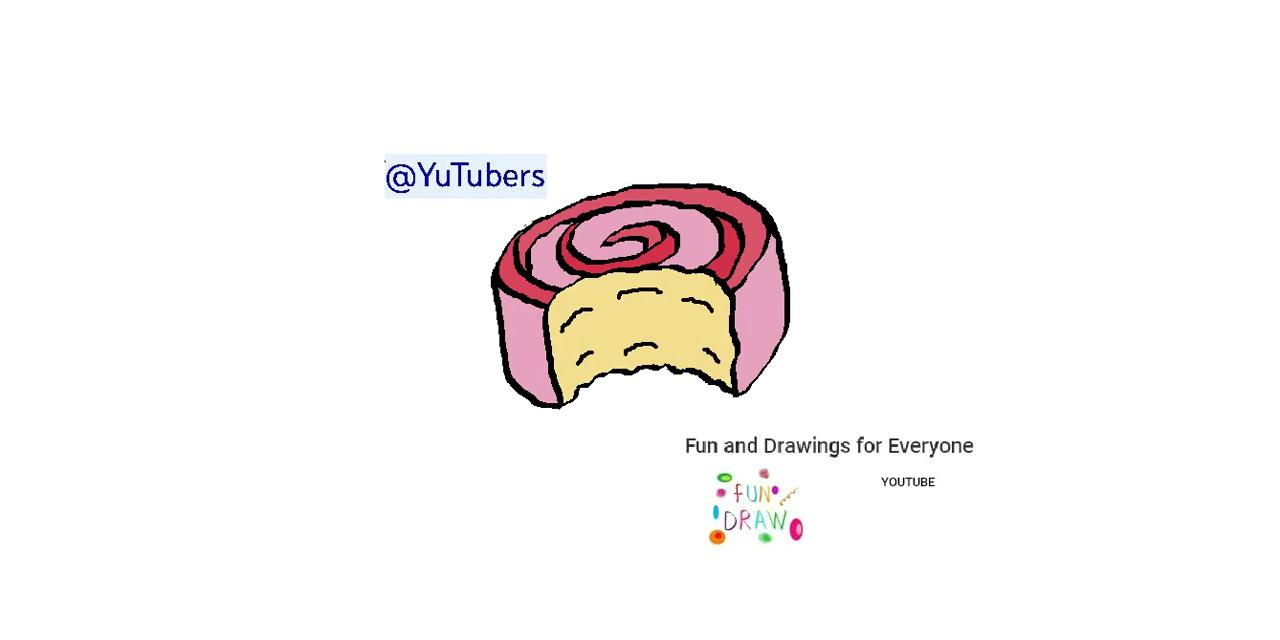 @YuTubers
Fun and Drawings for Everyone
YOUTUBE
FUN
DRAW